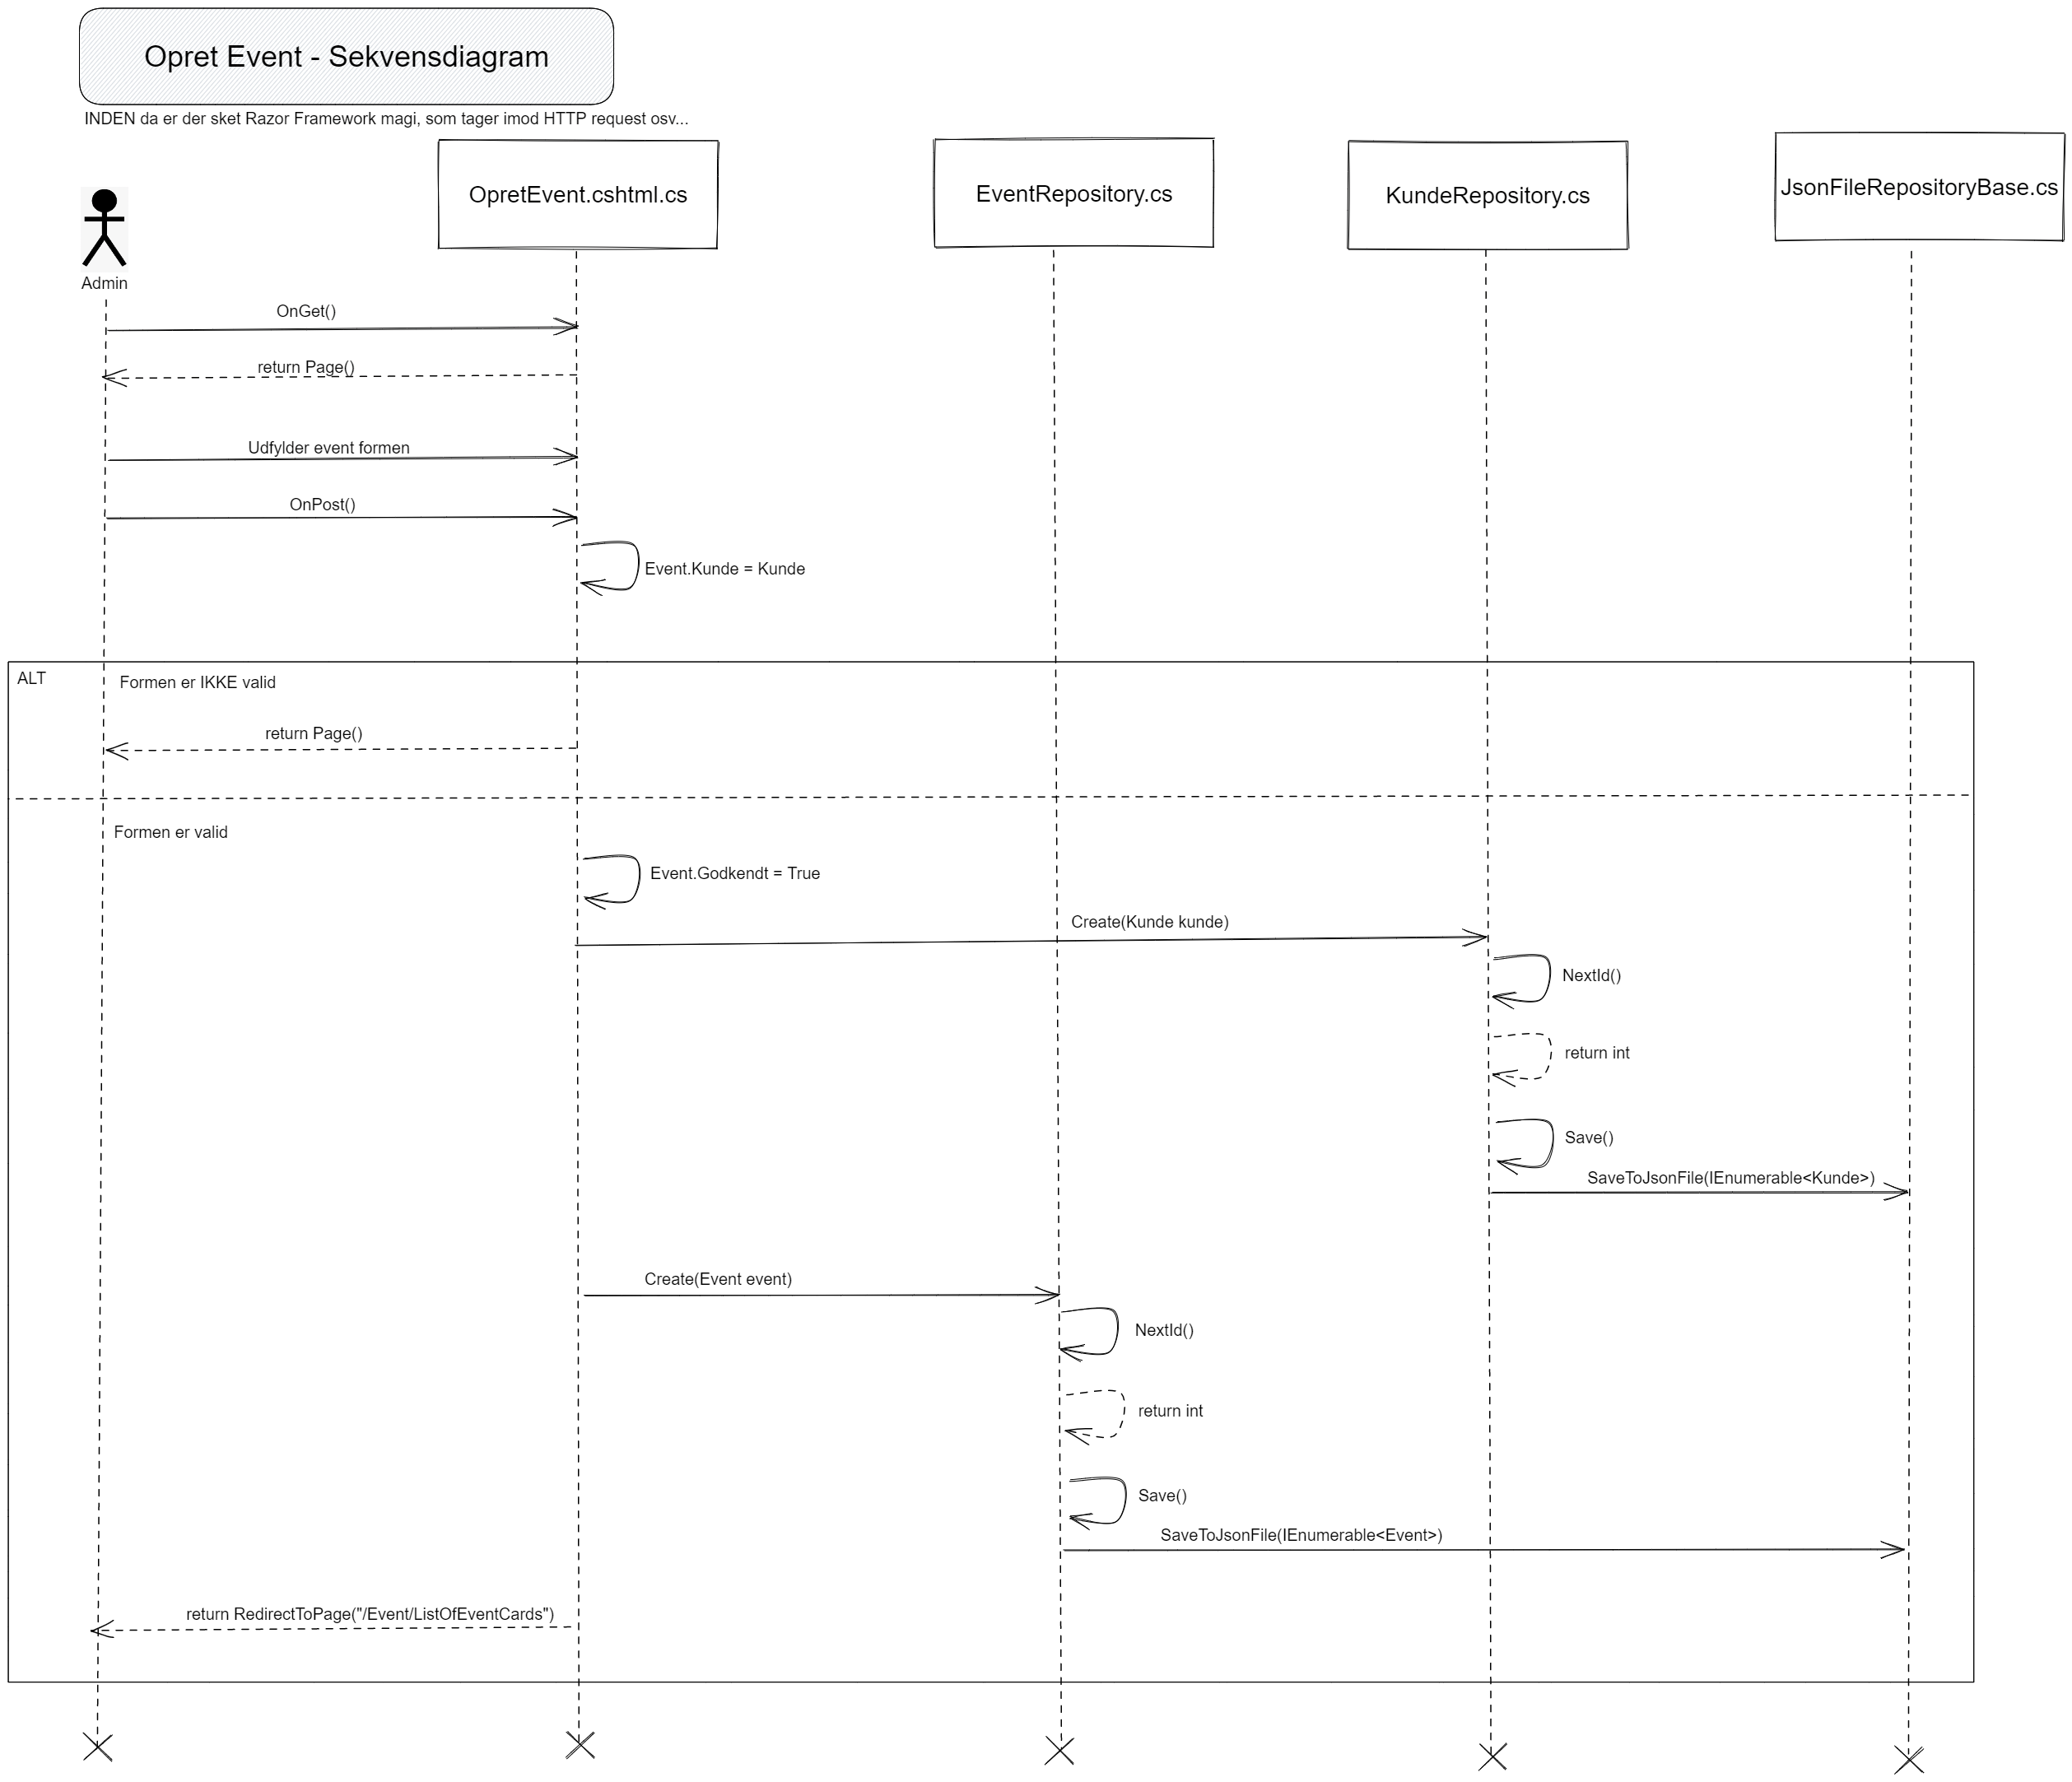 Opret Event - Sekvensdiagram
INDEN da er der sket Razor Framework magi, som tager imod HTTP request osv...
OpretEvent.cshtml.cs
EventRepository.cs
KundeRepository.cs
JsonFileRepositoryBase.cs
Admin
OnGet()
return Page()
Udfylder event formen
OnPost()
Event.Kunde = Kunde
ALT
Formen er IKKE valid
return Page()
Formen er valid
Event.Godkendt = True
Create(Kunde kunde)
NextId()
return int
Save()
SaveToJsonFile(IEnumerable<Kunde>)
Create(Event event)
NextId()
return int
Save()
SaveToJsonFile(IEnumerable<Event>)
return RedirectToPage("/Event/ListOfEventCards")